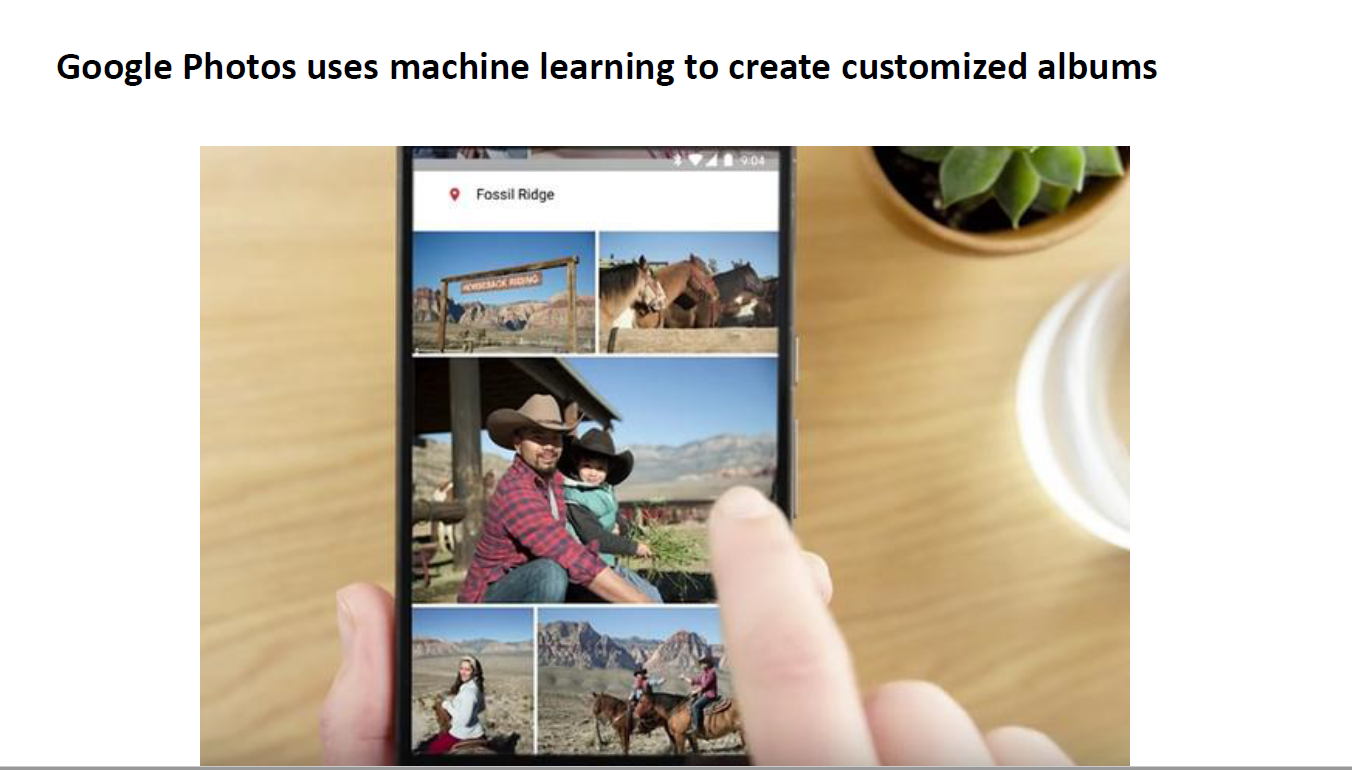 Google Photos uses machine learning to create customized albums
9:04
Fossil Ridge
HORSEBACK RIDING